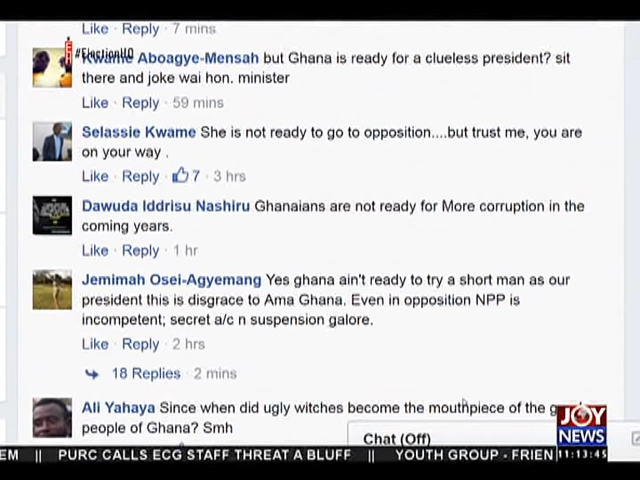 Like · Reply · 7 mins
#ElectionHQ
Kwame Aboagye-Mensah but Ghana is ready for a clueless president? sit
there and joke wai hon. minister
Like · Reply · 59 mins
Selassie Kwame She is not ready to go to opposition....but trust me, you are
on your way .
Like · Reply · 7 · 3 hrs
Dawuda Iddrisu Nashiru Ghanaians are not ready for More corruption in the
coming years.
Like · Reply · 1 hr
Jemimah Osei-Agyemang Yes ghana ain't ready to try a short man as our
president this is disgrace to Ama Ghana. Even in opposition NPP is
incompetent; secret a/c n suspension galore.
Like · Reply · 2 hrs
18 Replies · 2 mins
Ali Yahaya Since when did ugly witches become the mouthpiece of the
people of Ghana? Smh
Chat (Off)
JOY
NEWS
EM || PURC CALLS ECG STAFF THREAT A BLUFF || YOUTH GROUP - FRIEN 11:13:45